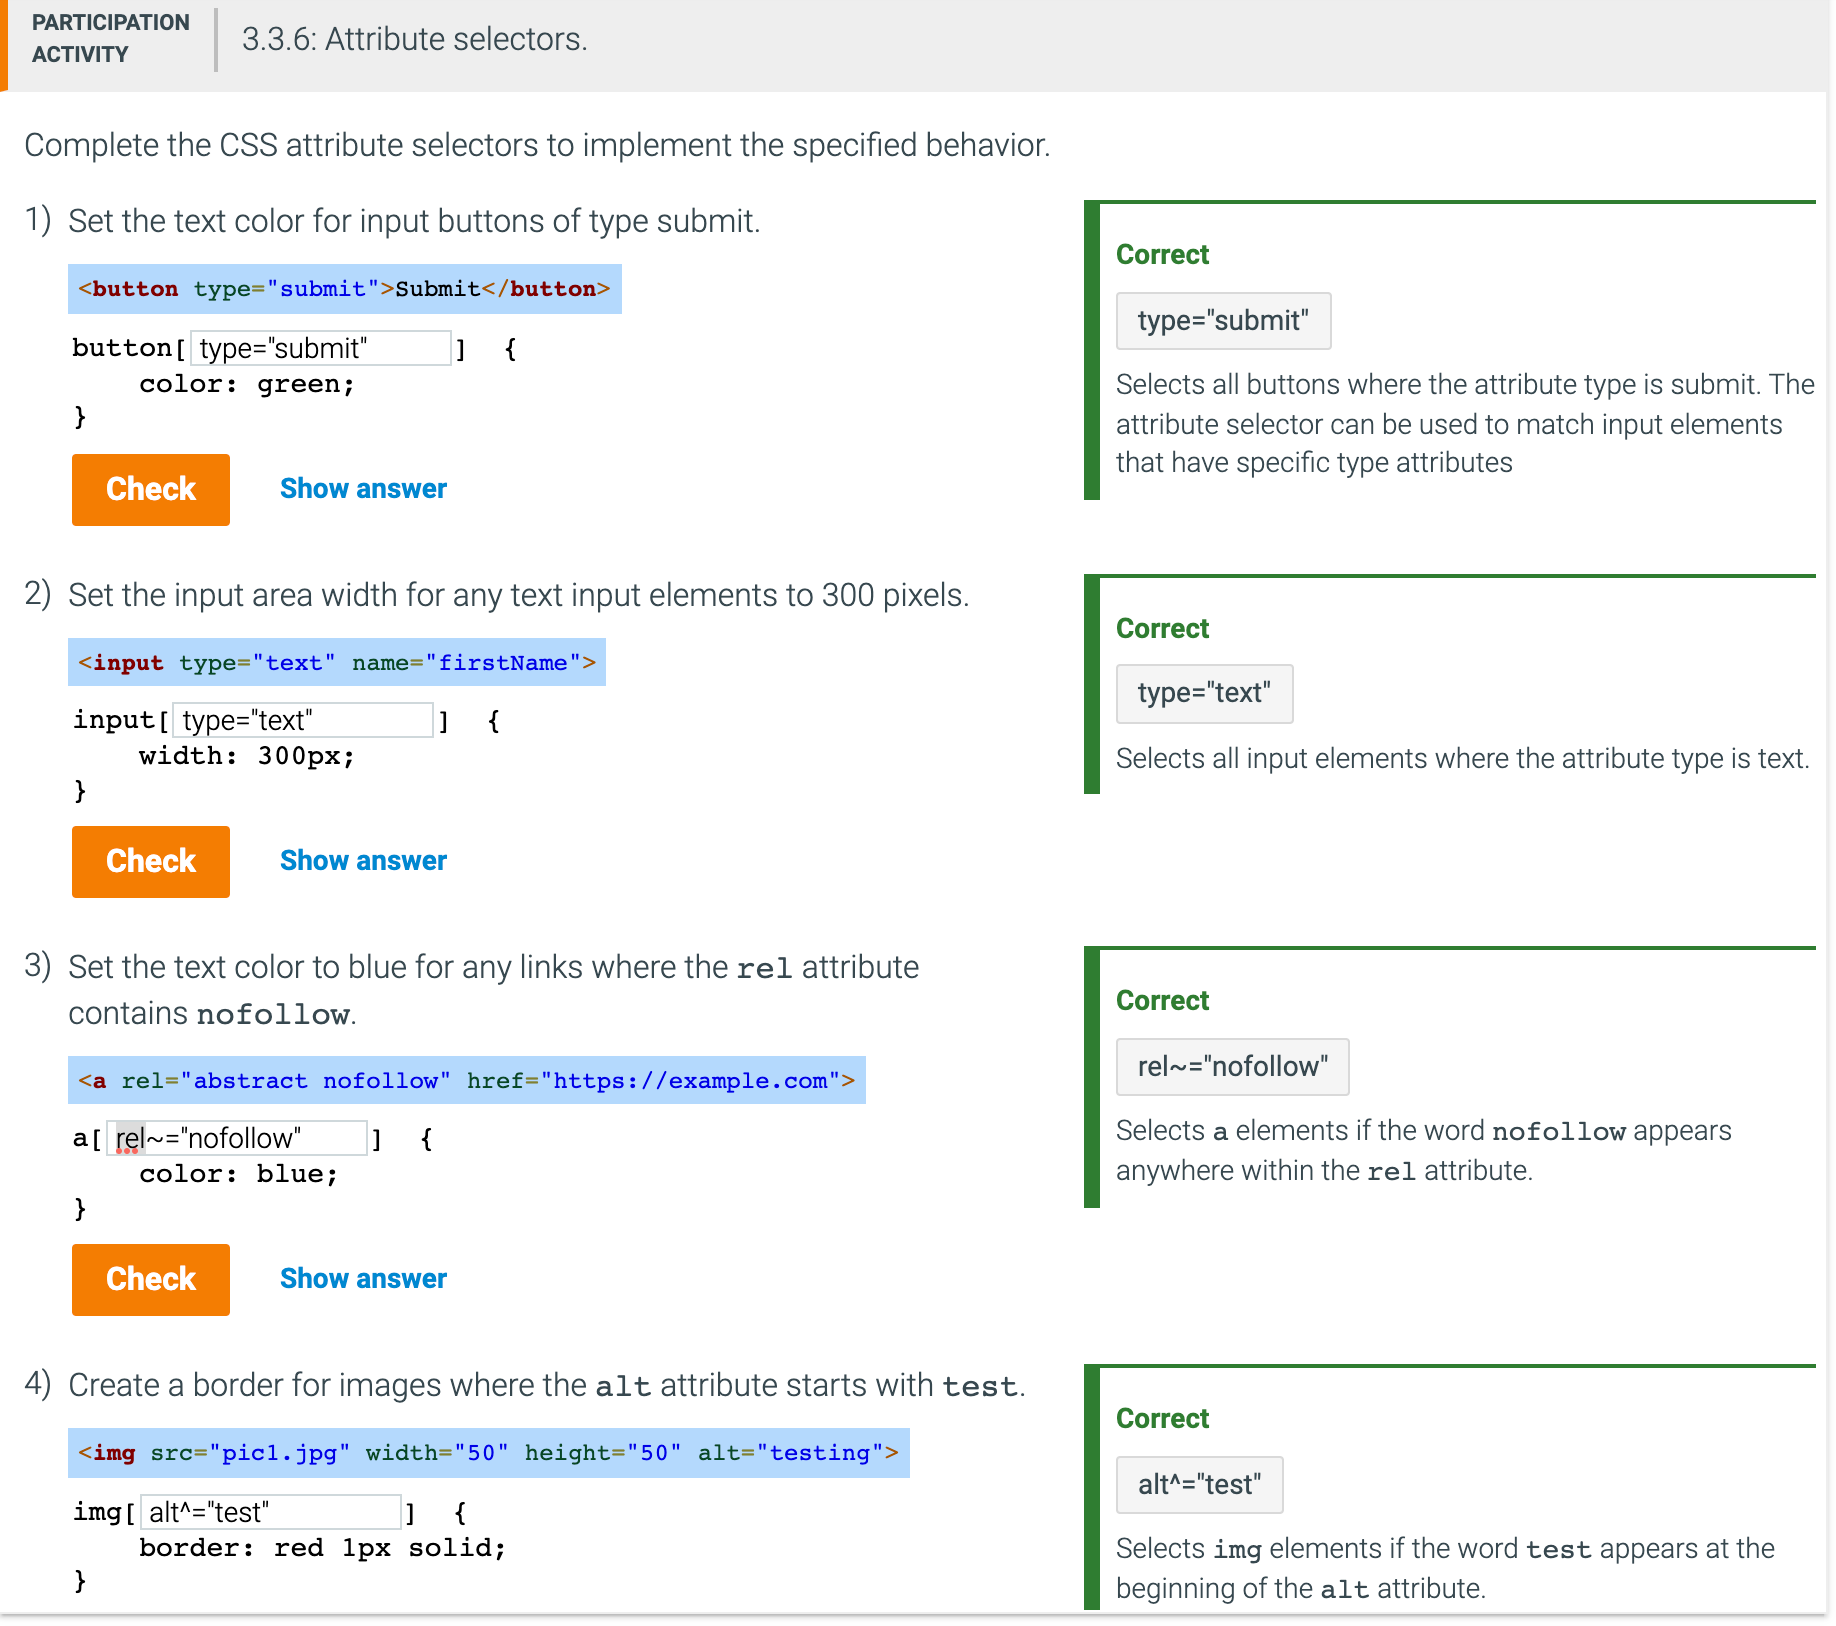 PARTICIPATION
ACTIVITY
3.3.6: Attribute selectors.
Complete the CSS attribute selectors to implement the specified behavior.
1) Set the text color for input buttons of type submit.
<button type="submit">Submit</button>
button[ type="submit" ] {
color: green;
}
Check
Show answer
Correct
type="submit"
Selects all buttons where the attribute type is submit. The
attribute selector can be used to match input elements
that have specific type attributes
2) Set the input area width for any text input elements to 300 pixels.
<input type="text" name="firstName">
input[ type="text" ] {
width: 300px;
}
Check
Show answer
Correct
type="text"
Selects all input elements where the attribute type is text.
3) Set the text color to blue for any links where the rel attribute
contains nofollow.
<a rel="abstract nofollow" href="https://example.com">
a[ rel~="nofollow" ] {
color: blue;
}
Check
Show answer
Correct
rel~="nofollow"
Selects a elements if the word nofollow appears
anywhere within the rel attribute.
4) Create a border for images where the alt attribute starts with test.
<img src="pic1.jpg" width="50" height="50" alt="testing">
img[ alt^="test" ] {
border: red 1px solid;
}
Correct
alt^="test"
Selects img elements if the word test appears at the
beginning of the alt attribute.